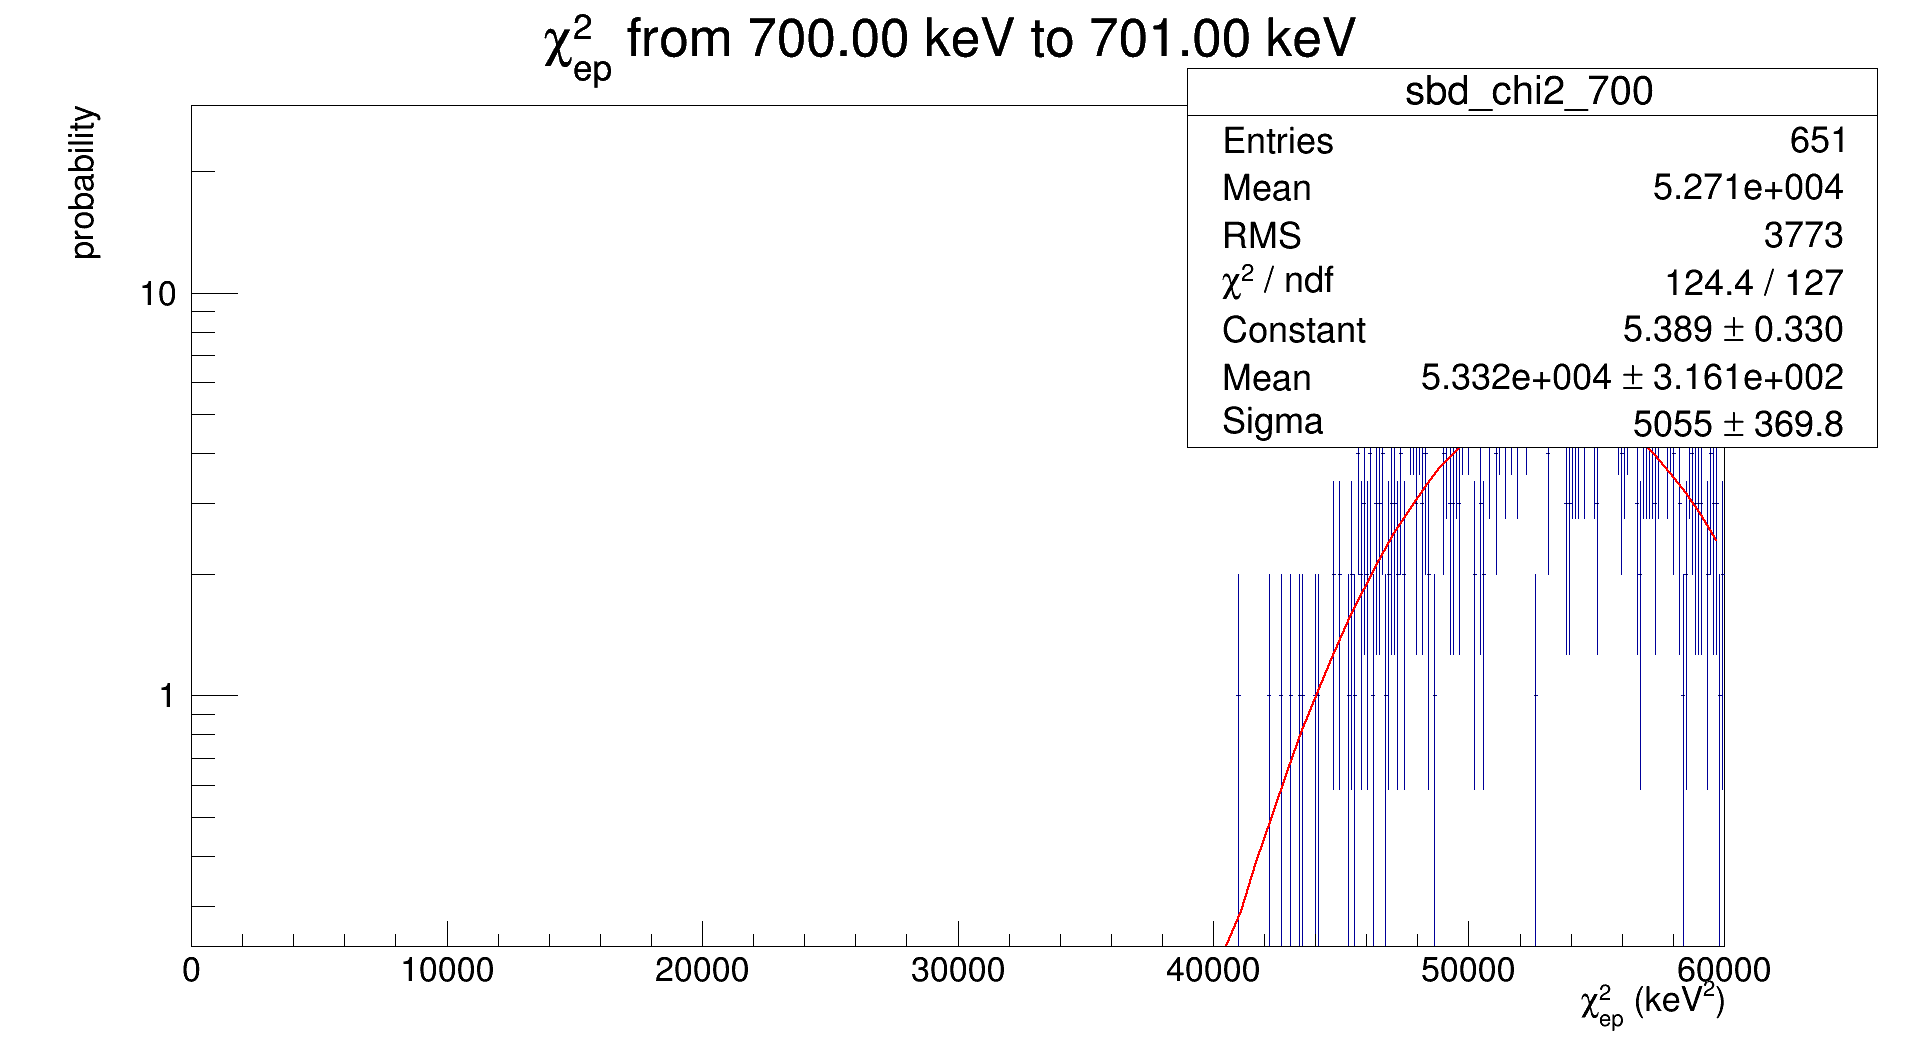 χ²ep from 700.00 keV to 701.00 keV
probability
sbd_chi2_700
Entries 651
Mean 5.271e+004
RMS 3773
χ² / ndf 124.4 / 127
Constant 5.389 ± 0.330
Mean 5.332e+004 ± 3.161e+002
Sigma 5055 ± 369.8
10
1
0 10000 20000 30000 40000 50000 60000
χ²ep (keV²)